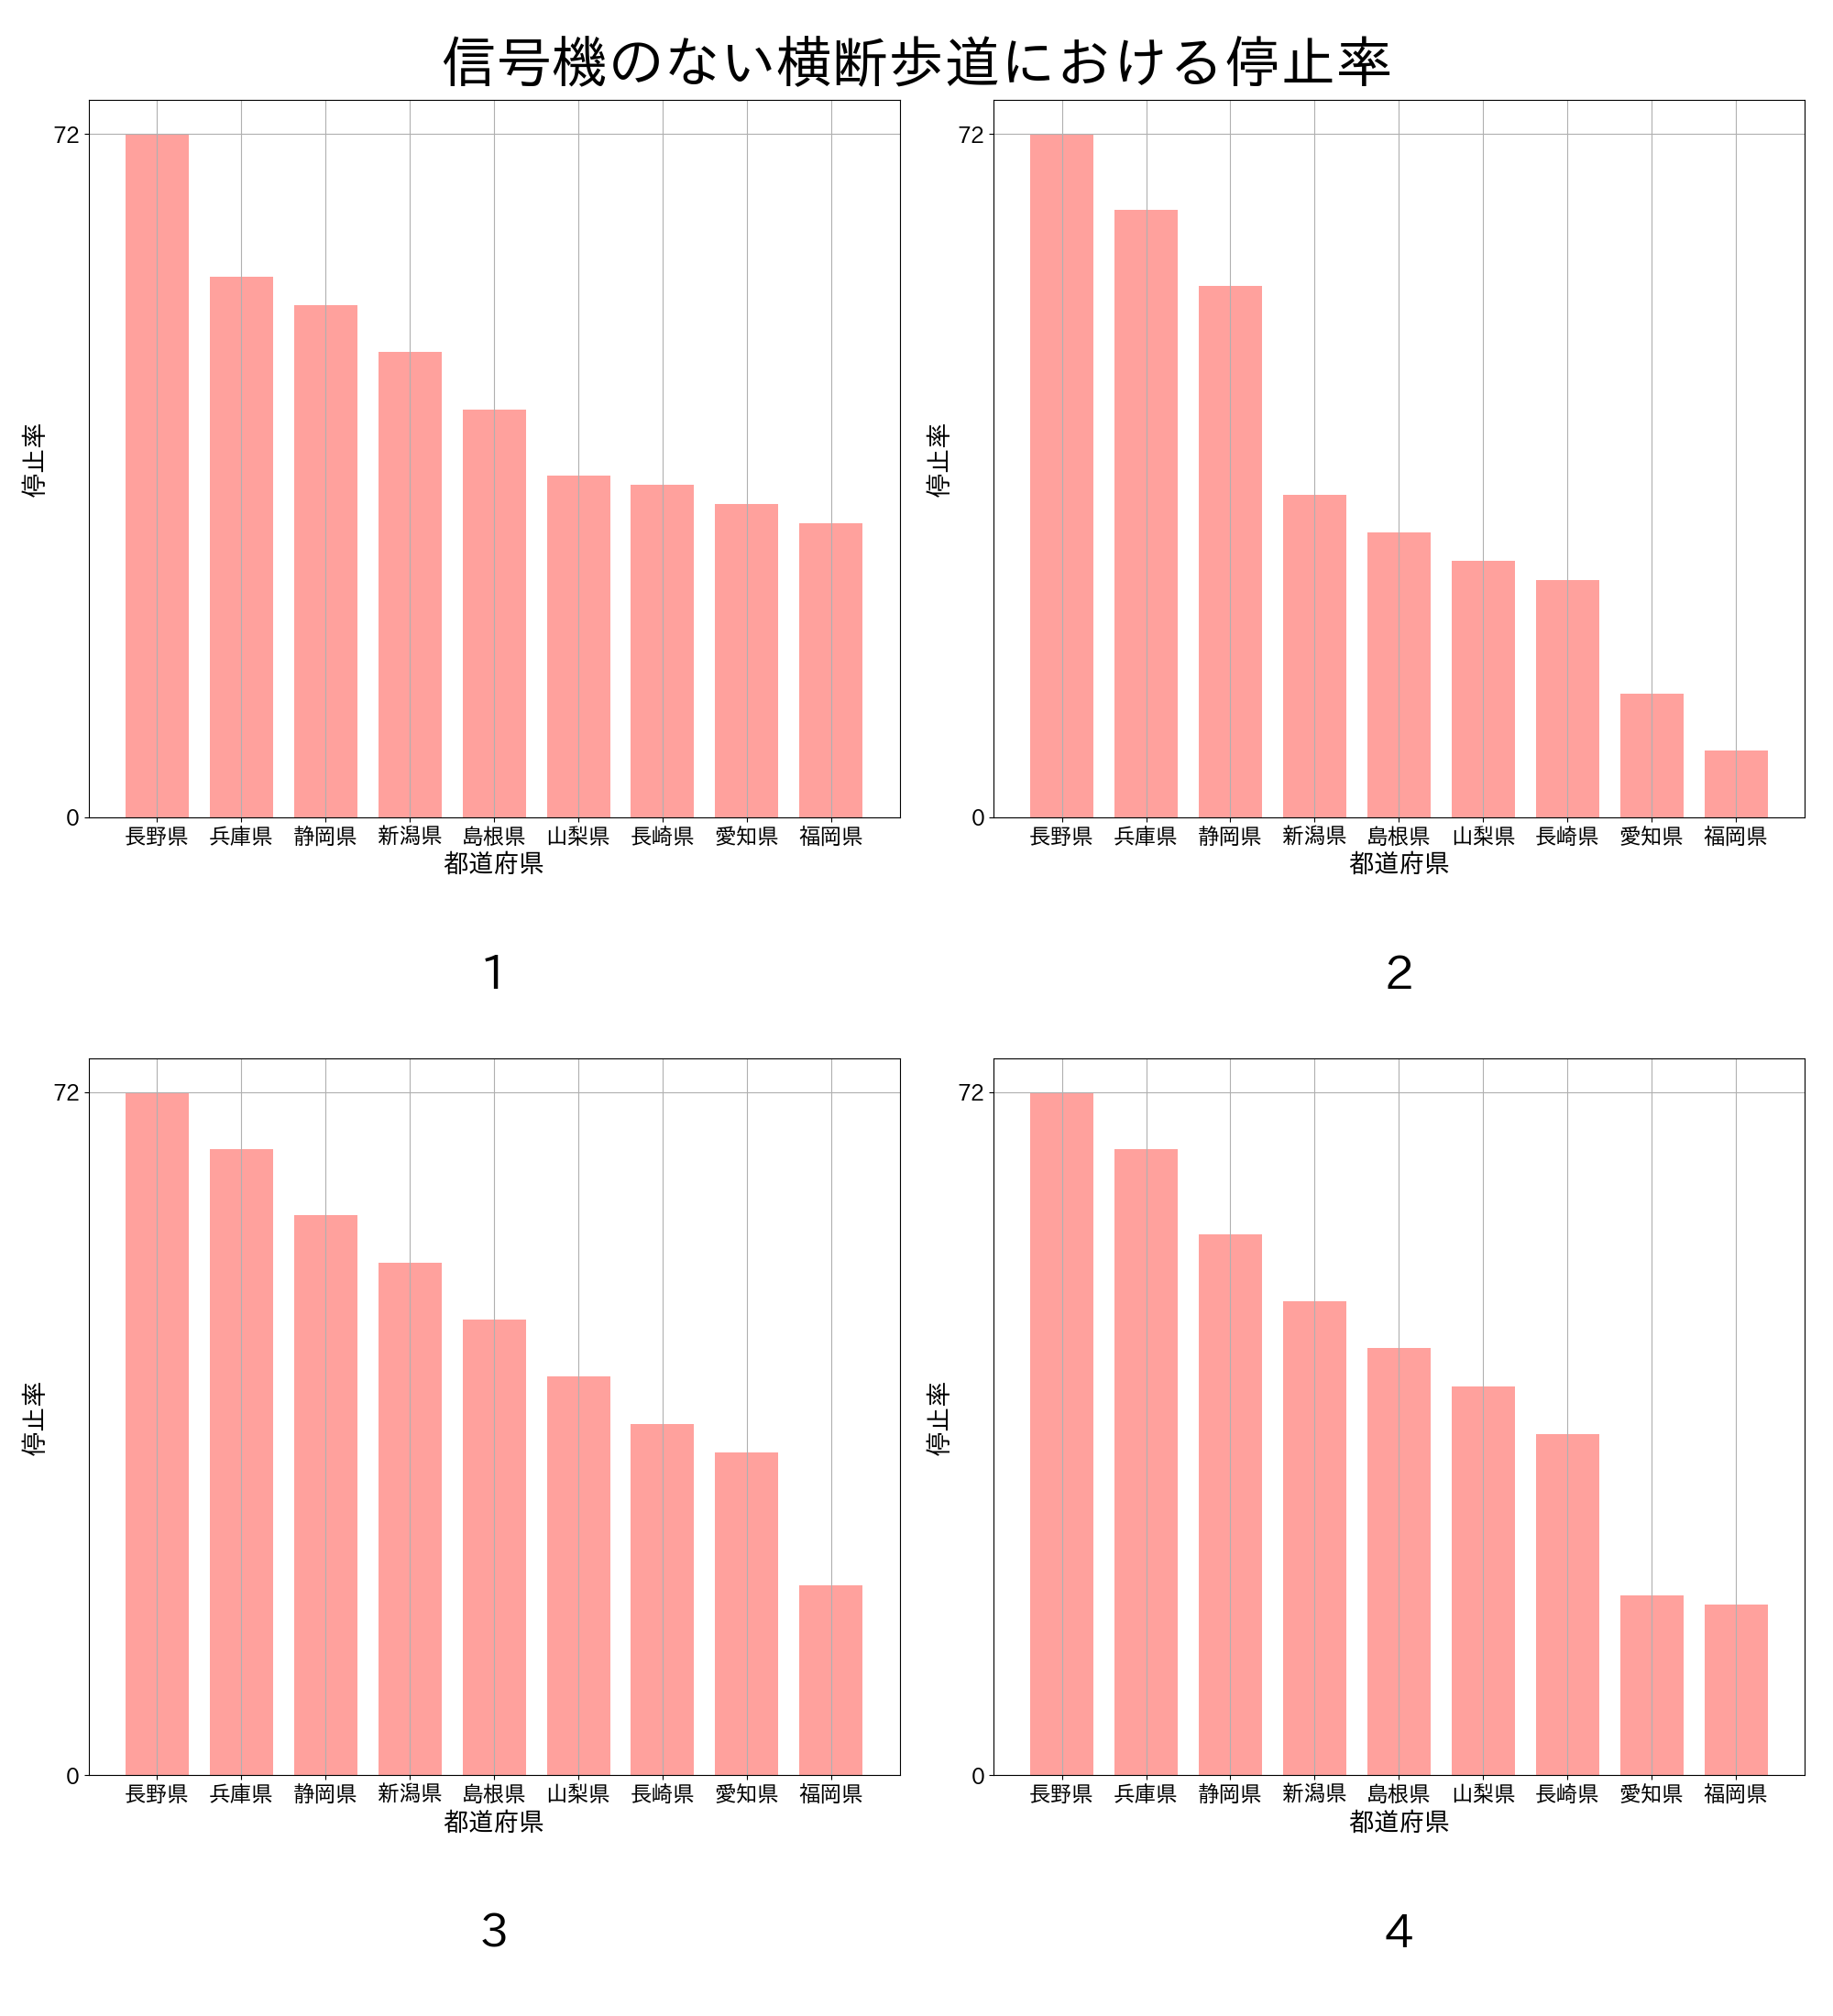 信号機のない横断歩道における停止率
72
停止率
0
長野県 兵庫県 静岡県 新潟県 島根県 山梨県 長崎県 愛知県 福岡県
都道府県
1
72
停止率
0
長野県 兵庫県 静岡県 新潟県 島根県 山梨県 長崎県 愛知県 福岡県
都道府県
2
72
停止率
0
長野県 兵庫県 静岡県 新潟県 島根県 山梨県 長崎県 愛知県 福岡県
都道府県
3
72
停止率
0
長野県 兵庫県 静岡県 新潟県 島根県 山梨県 長崎県 愛知県 福岡県
都道府県
4